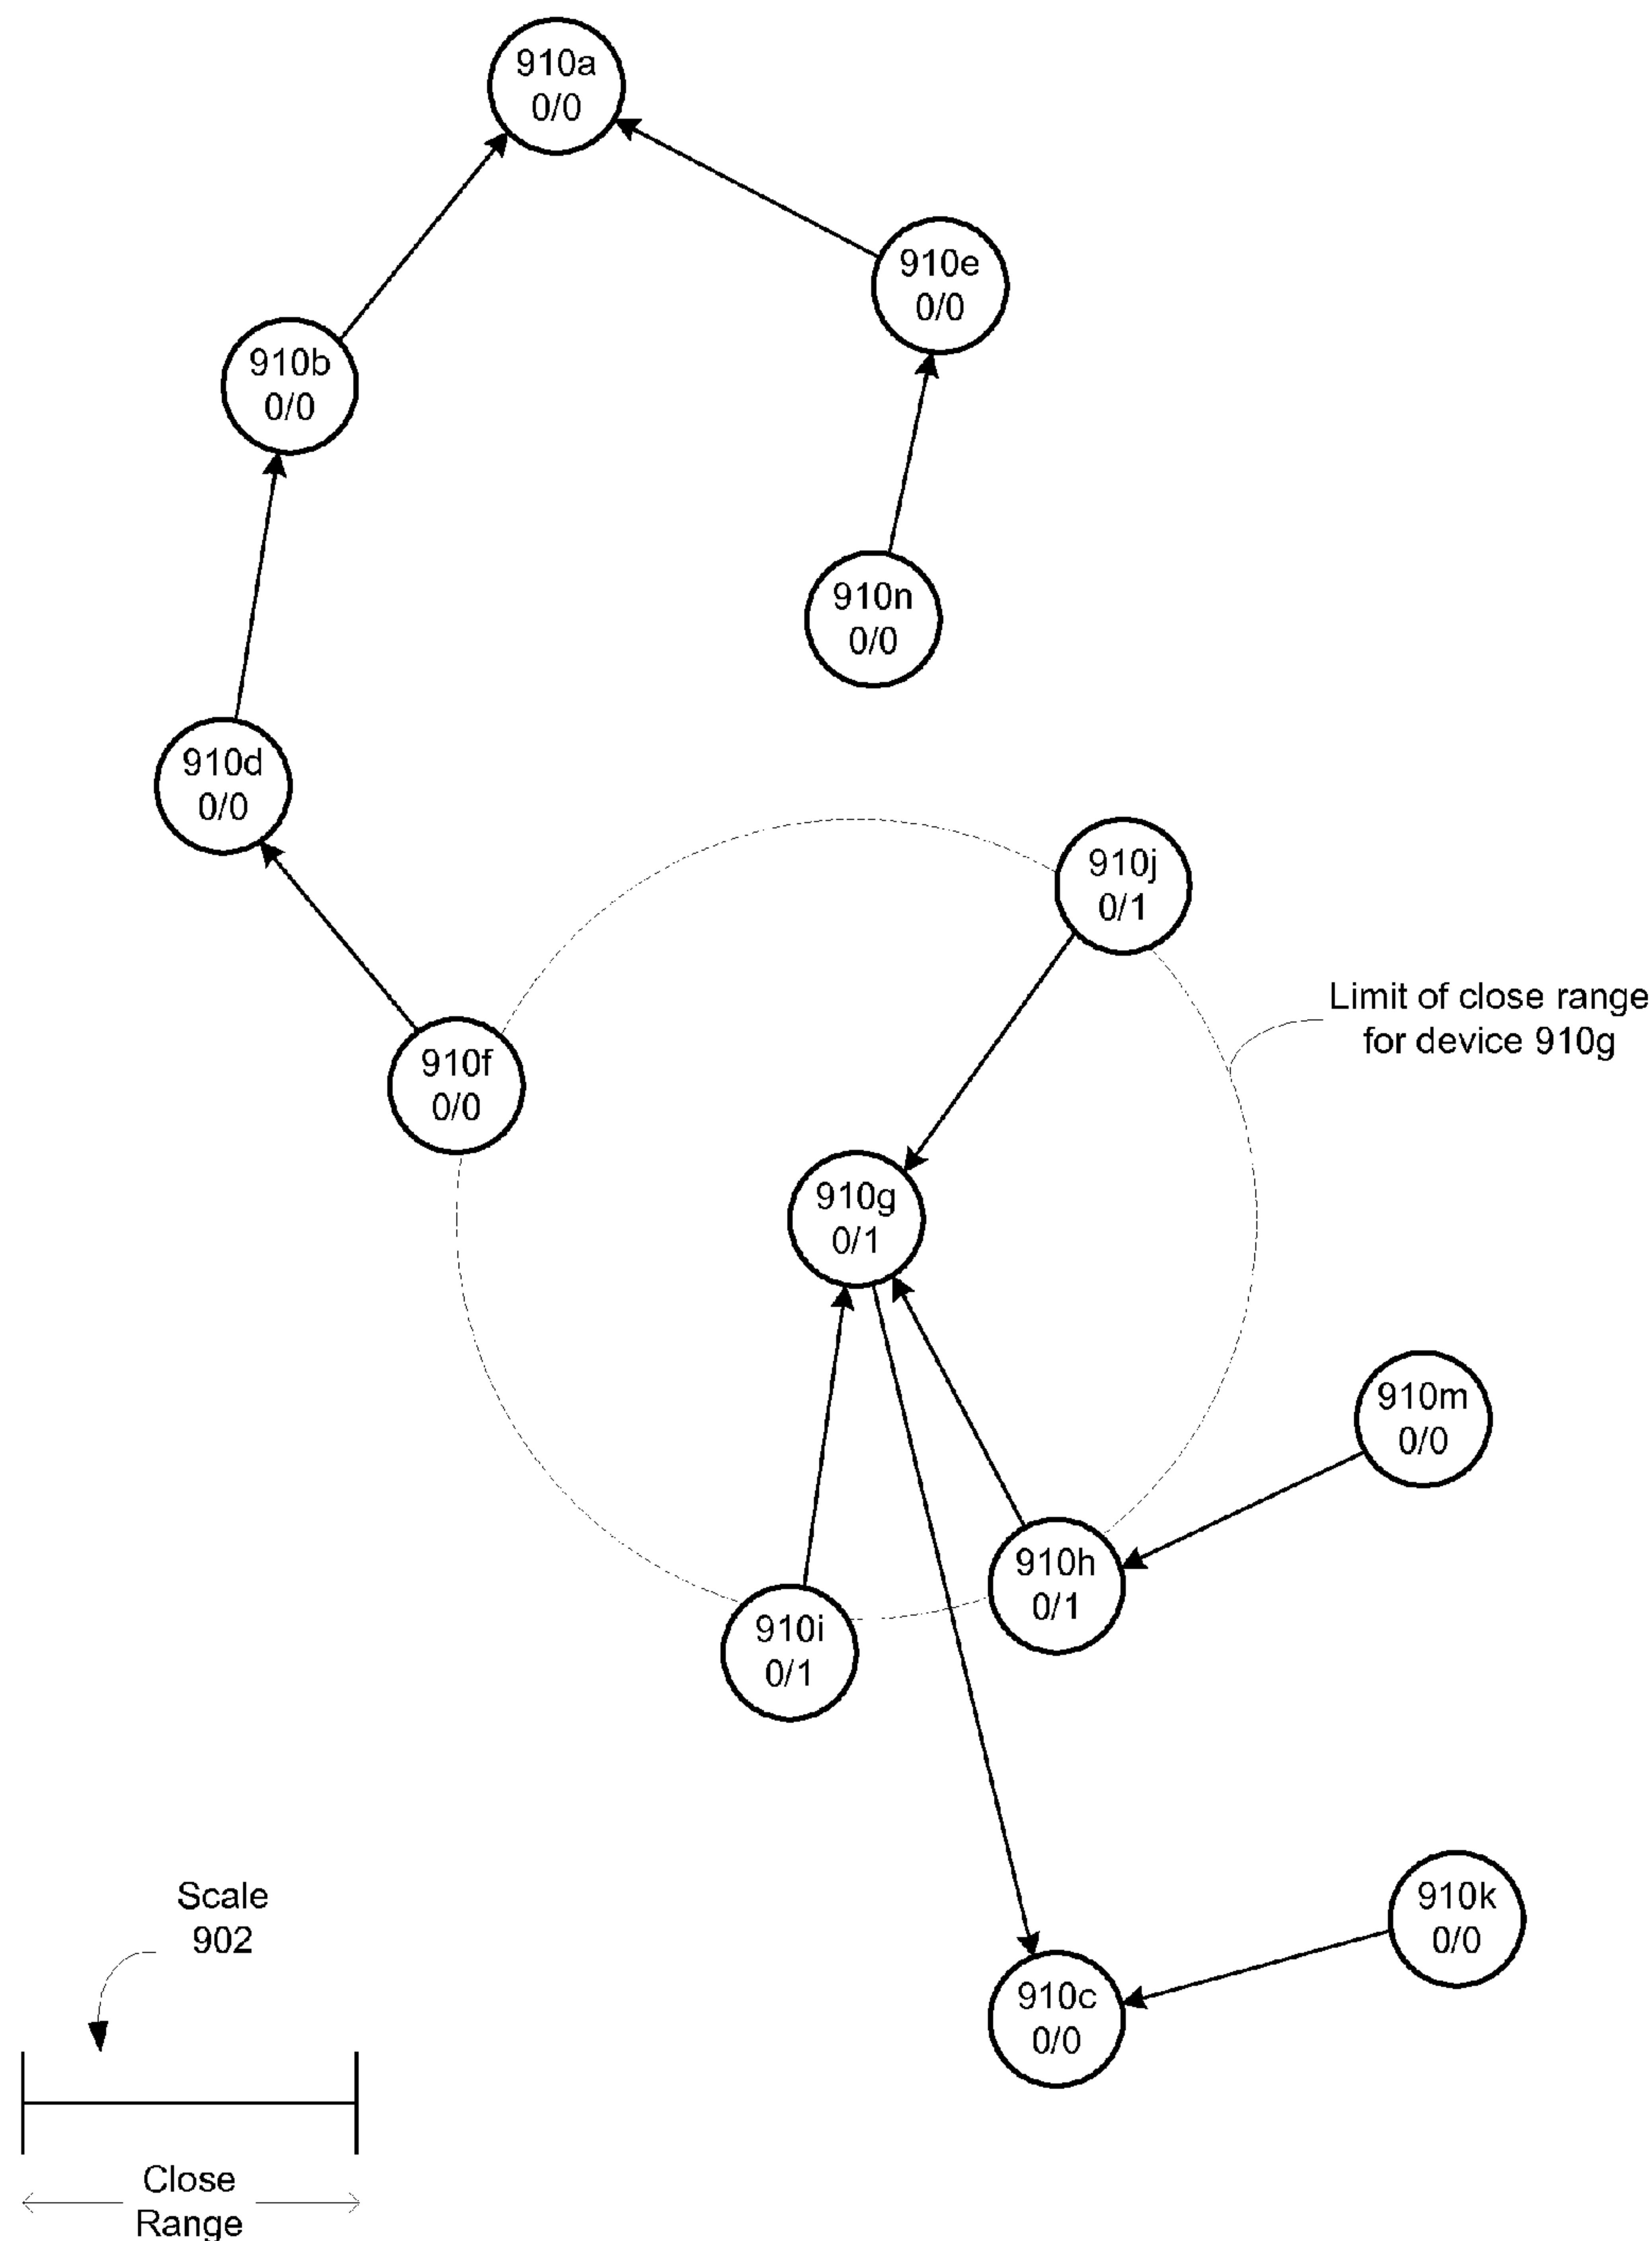 910a
0/0
910e
0/0
910b
0/0
910n
0/0
910d
0/0
910j
0/1
Limit of close range
for device 910g
910f
0/0
910g
0/1
910m
0/0
910h
0/1
910i
0/1
Scale
902
910k
0/0
910c
0/0
Close
Range